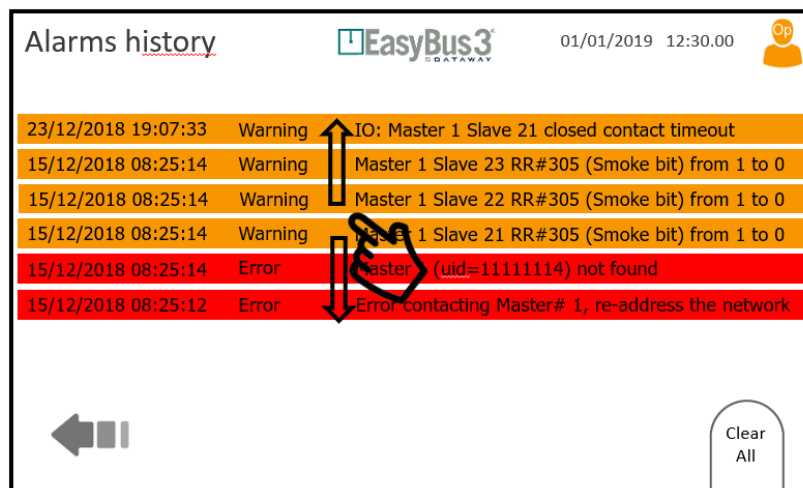 Alarms history
EasyBus3
DATAWAY
01/01/2019 12:30.00
Op
23/12/2018 19:07:33 Warning IO: Master 1 Slave 21 closed contact timeout
15/12/2018 08:25:14 Warning Master 1 Slave 23 RR#305 (Smoke bit) from 1 to 0
15/12/2018 08:25:14 Warning Master 1 Slave 22 RR#305 (Smoke bit) from 1 to 0
15/12/2018 08:25:14 Warning Master 1 Slave 21 RR#305 (Smoke bit) from 1 to 0
15/12/2018 08:25:14 Error Master (uid=11111114) not found
15/12/2018 08:25:12 Error Error contacting Master# 1, re-address the network
Clear
All